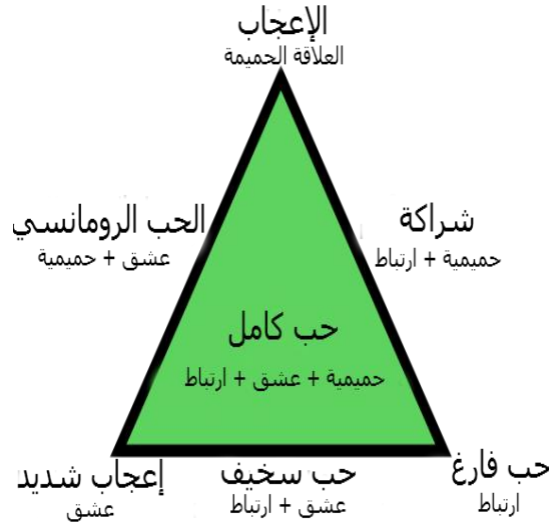 الإعجاب
العلاقة الحميمة
شراكة
حميمية + ارتباط
الحب الرومانسي
عشق + حميمية
حب كامل
حميمية + عشق + ارتباط
حب فارغ
ارتباط
حب سخيف
عشق + ارتباط
إعجاب شديد
عشق